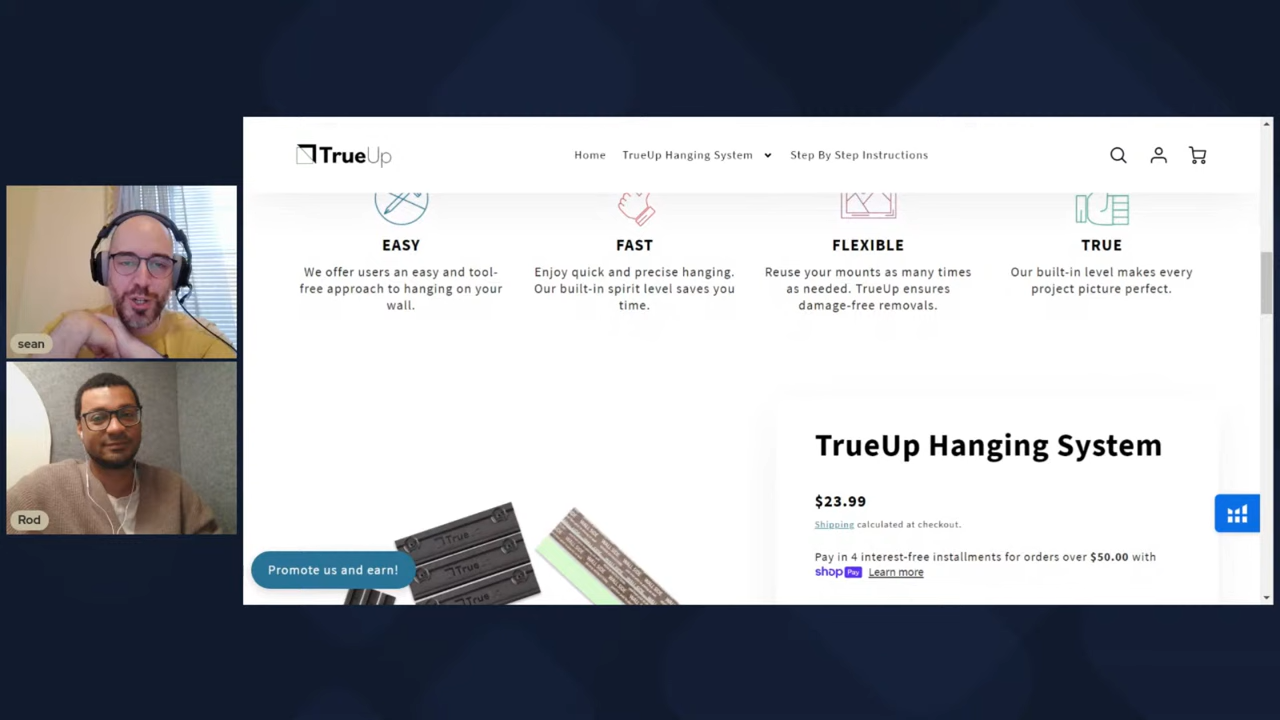 TrueUp
Home
TrueUp Hanging System
Step By Step Instructions
EASY
We offer users an easy and tool-
free approach to hanging on your
wall.
FAST
Enjoy quick and precise hanging.
Our built-in spirit level saves you
time.
FLEXIBLE
Reuse your mounts as many times
as needed. TrueUp ensures
damage-free removals.
TRUE
Our built-in level makes every
project picture perfect.
sean
Rod
TrueUp Hanging System
$23.99
Shipping calculated at checkout.
Pay in 4 interest-free installments for orders over $50.00 with
shop Pay Learn more
True
True
True
Promote us and earn!